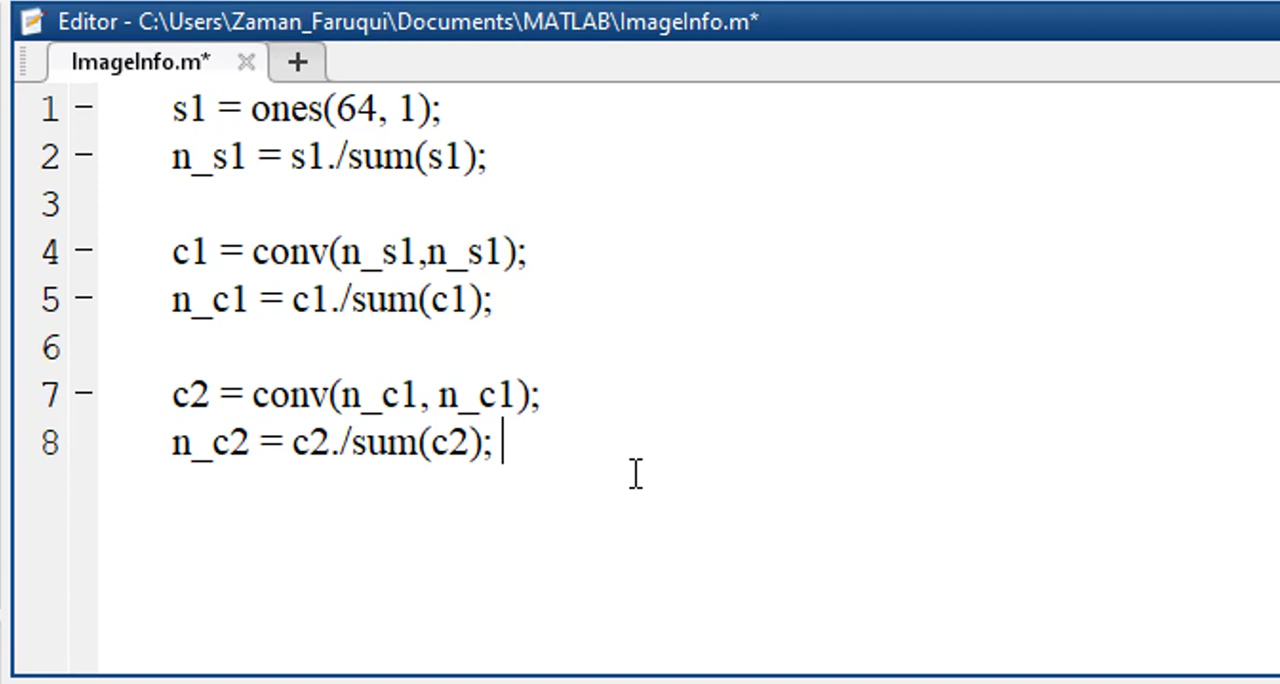 Editor - C:\Users\Zaman_Faruqui\Documents\MATLAB\ImageInfo.m*
ImageInfo.m*
1 s1 = ones(64, 1);
2 n_s1 = s1./sum(s1);
3
4 c1 = conv(n_s1,n_s1);
5 n_c1 = c1./sum(c1);
6
7 c2 = conv(n_c1, n_c1);
8 n_c2 = c2./sum(c2);